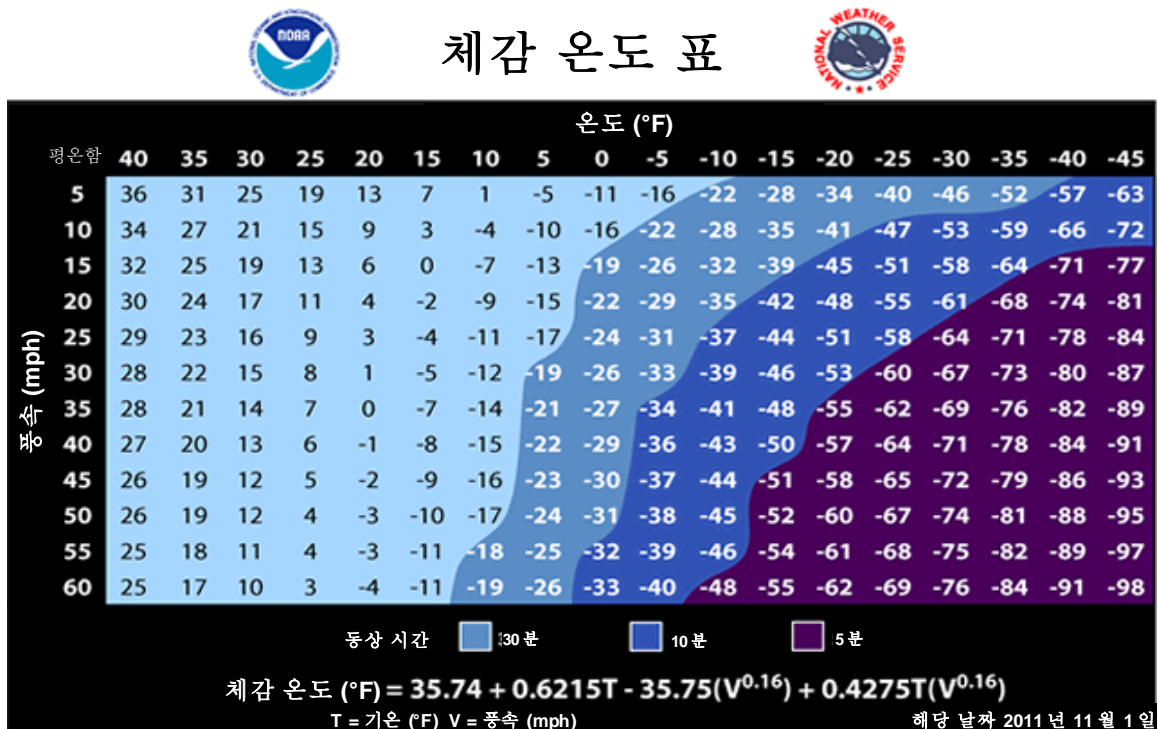 체감 온도 표
NOAA
NATIONAL WEATHER SERVICE
온도 (°F)
평온함 40 35 30 25 20 15 10 5 0 -5 -10 -15 -20 -25 -30 -35 -40 -45
풍속 (mph)
5 36 31 25 19 13 7 1 -5 -11 -16 -22 -28 -34 -40 -46 -52 -57 -63
10 34 27 21 15 9 3 -4 -10 -16 -22 -28 -35 -41 -47 -53 -59 -66 -72
15 32 25 19 13 6 0 -7 -13 -19 -26 -32 -39 -45 -51 -58 -64 -71 -77
20 30 24 17 11 4 -2 -9 -15 -22 -29 -35 -42 -48 -55 -61 -68 -74 -81
25 29 23 16 9 3 -4 -11 -17 -24 -31 -37 -44 -51 -58 -64 -71 -78 -84
30 28 22 15 8 1 -5 -12 -19 -26 -33 -39 -46 -53 -60 -67 -73 -80 -87
35 28 21 14 7 0 -7 -14 -21 -27 -34 -41 -48 -55 -62 -69 -76 -82 -89
40 27 20 13 6 -1 -8 -15 -22 -29 -36 -43 -50 -57 -64 -71 -78 -84 -91
45 26 19 12 5 -2 -9 -16 -23 -30 -37 -44 -51 -58 -65 -72 -79 -86 -93
50 26 19 12 4 -3 -10 -17 -24 -31 -38 -45 -52 -60 -67 -74 -81 -88 -95
55 25 18 11 4 -3 -11 -18 -25 -32 -39 -46 -54 -61 -68 -75 -82 -89 -97
60 25 17 10 3 -4 -11 -19 -26 -33 -40 -48 -55 -62 -69 -76 -84 -91 -98
동상 시간 30 분 10 분 5 분
체감 온도 (°F) = 35.74 + 0.6215T - 35.75(V^0.16) + 0.4275T(V^0.16)
T = 기온 (°F) V = 풍속 (mph) 해당 날짜 2011 년 11 월 1 일